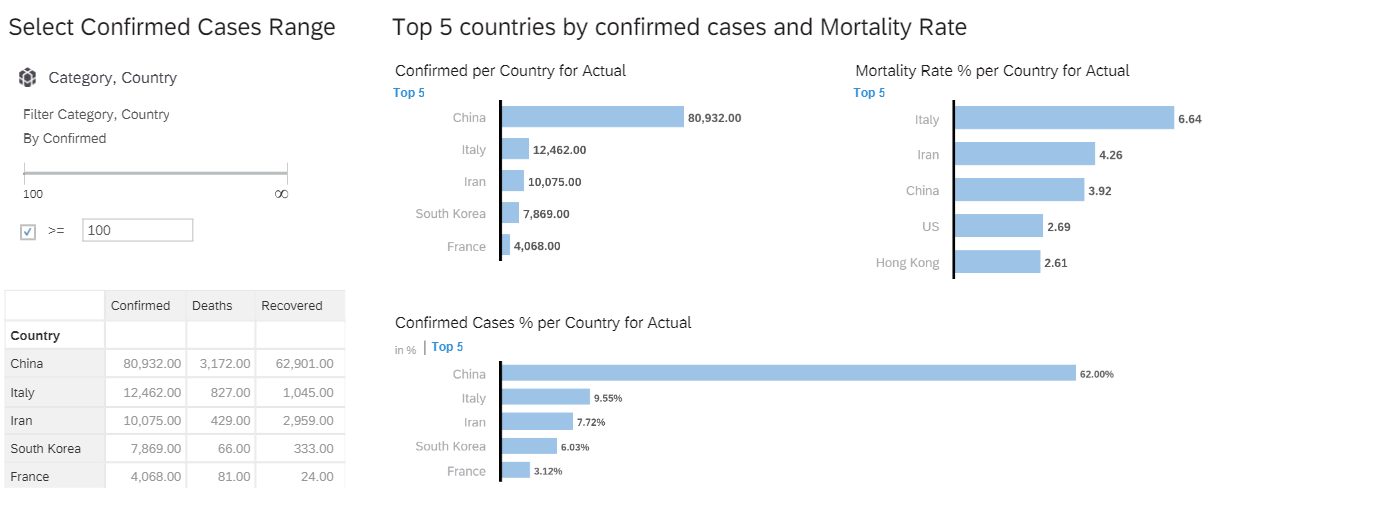 Select Confirmed Cases Range
Category, Country
Filter Category, Country
By Confirmed
100 ∞
>= 100
Confirmed Deaths Recovered
Country
China 80,932.00 3,172.00 62,901.00
Italy 12,462.00 827.00 1,045.00
Iran 10,075.00 429.00 2,959.00
South Korea 7,869.00 66.00 333.00
France 4,068.00 81.00 24.00
Top 5 countries by confirmed cases and Mortality Rate
Confirmed per Country for Actual
Top 5
China 80,932.00
Italy 12,462.00
Iran 10,075.00
South Korea 7,869.00
France 4,068.00
Mortality Rate % per Country for Actual
Top 5
Italy 6.64
Iran 4.26
China 3.92
US 2.69
Hong Kong 2.61
Confirmed Cases % per Country for Actual
in % | Top 5
China 62.00%
Italy 9.55%
Iran 7.72%
South Korea 6.03%
France 3.12%